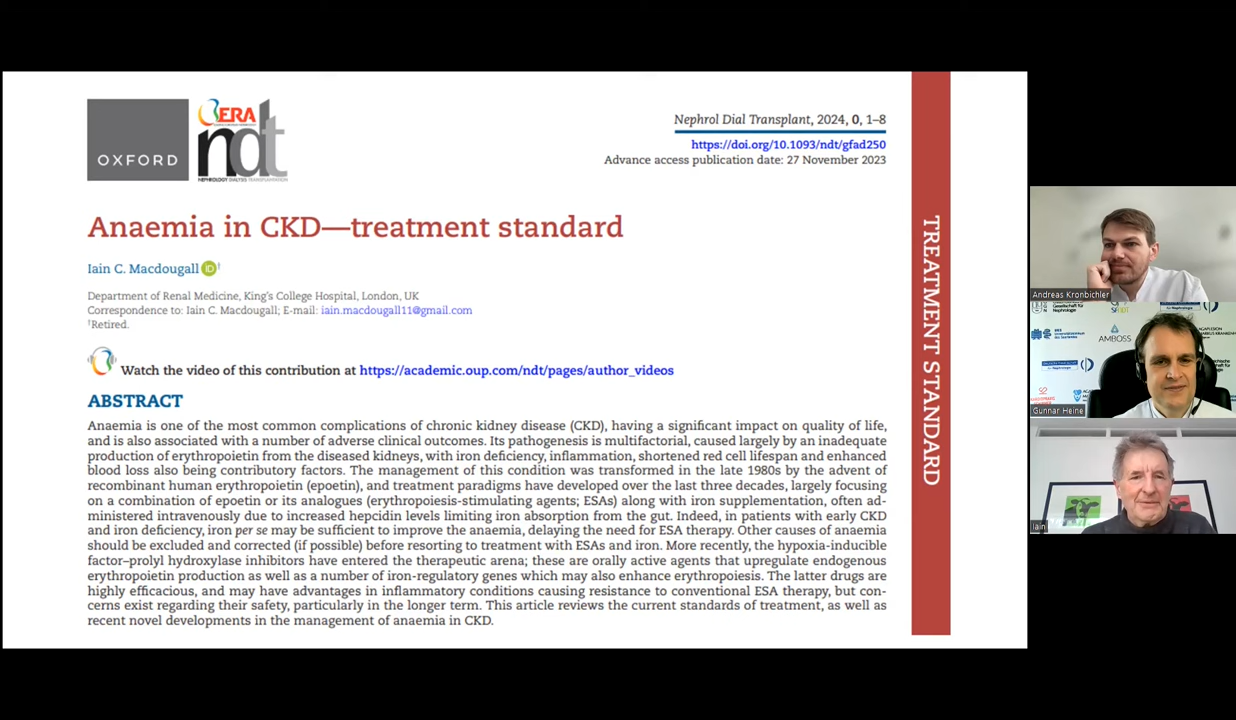 OXFORD
ERA
ndt
NEPHROLOGY DIALYSIS TRANSPLANTATION
Nephrol Dial Transplant, 2024, 0, 1–8
https://doi.org/10.1093/ndt/gfad250
Advance access publication date: 27 November 2023
Anaemia in CKD—treatment standard
Iain C. Macdougall iD †
Department of Renal Medicine, King's College Hospital, London, UK
Correspondence to: Iain C. Macdougall; E-mail: iain.macdougall11@gmail.com
†Retired.
Watch the video of this contribution at https://academic.oup.com/ndt/pages/author_videos
ABSTRACT
Anaemia is one of the most common complications of chronic kidney disease (CKD), having a significant impact on quality of life,
and is also associated with a number of adverse clinical outcomes. Its pathogenesis is multifactorial, caused largely by an inadequate
production of erythropoietin from the diseased kidneys, with iron deficiency, inflammation, shortened red cell lifespan and enhanced
blood loss also being contributory factors. The management of this condition was transformed in the late 1980s by the advent of
recombinant human erythropoietin (epoetin), and treatment paradigms have developed over the last three decades, largely focusing
on a combination of epoetin or its analogues (erythropoiesis-stimulating agents; ESAs) along with iron supplementation, often ad-
ministered intravenously due to increased hepcidin levels limiting iron absorption from the gut. Indeed, in patients with early CKD
and iron deficiency, iron per se may be sufficient to improve the anaemia, delaying the need for ESA therapy. Other causes of anaemia
should be excluded and corrected (if possible) before resorting to treatment with ESAs and iron. More recently, the hypoxia-inducible
factor–prolyl hydroxylase inhibitors have entered the therapeutic arena; these are orally active agents that upregulate endogenous
erythropoietin production as well as a number of iron-regulatory genes which may also enhance erythropoiesis. The latter drugs are
highly efficacious, and may have advantages in inflammatory conditions causing resistance to conventional ESA therapy, but con-
cerns exist regarding their safety, particularly in the longer term. This article reviews the current standards of treatment, as well as
recent novel developments in the management of anaemia in CKD.
TREATMENT STANDARD
Andreas Kronbichler
AMBOSS
Gunnar Heine
Iain